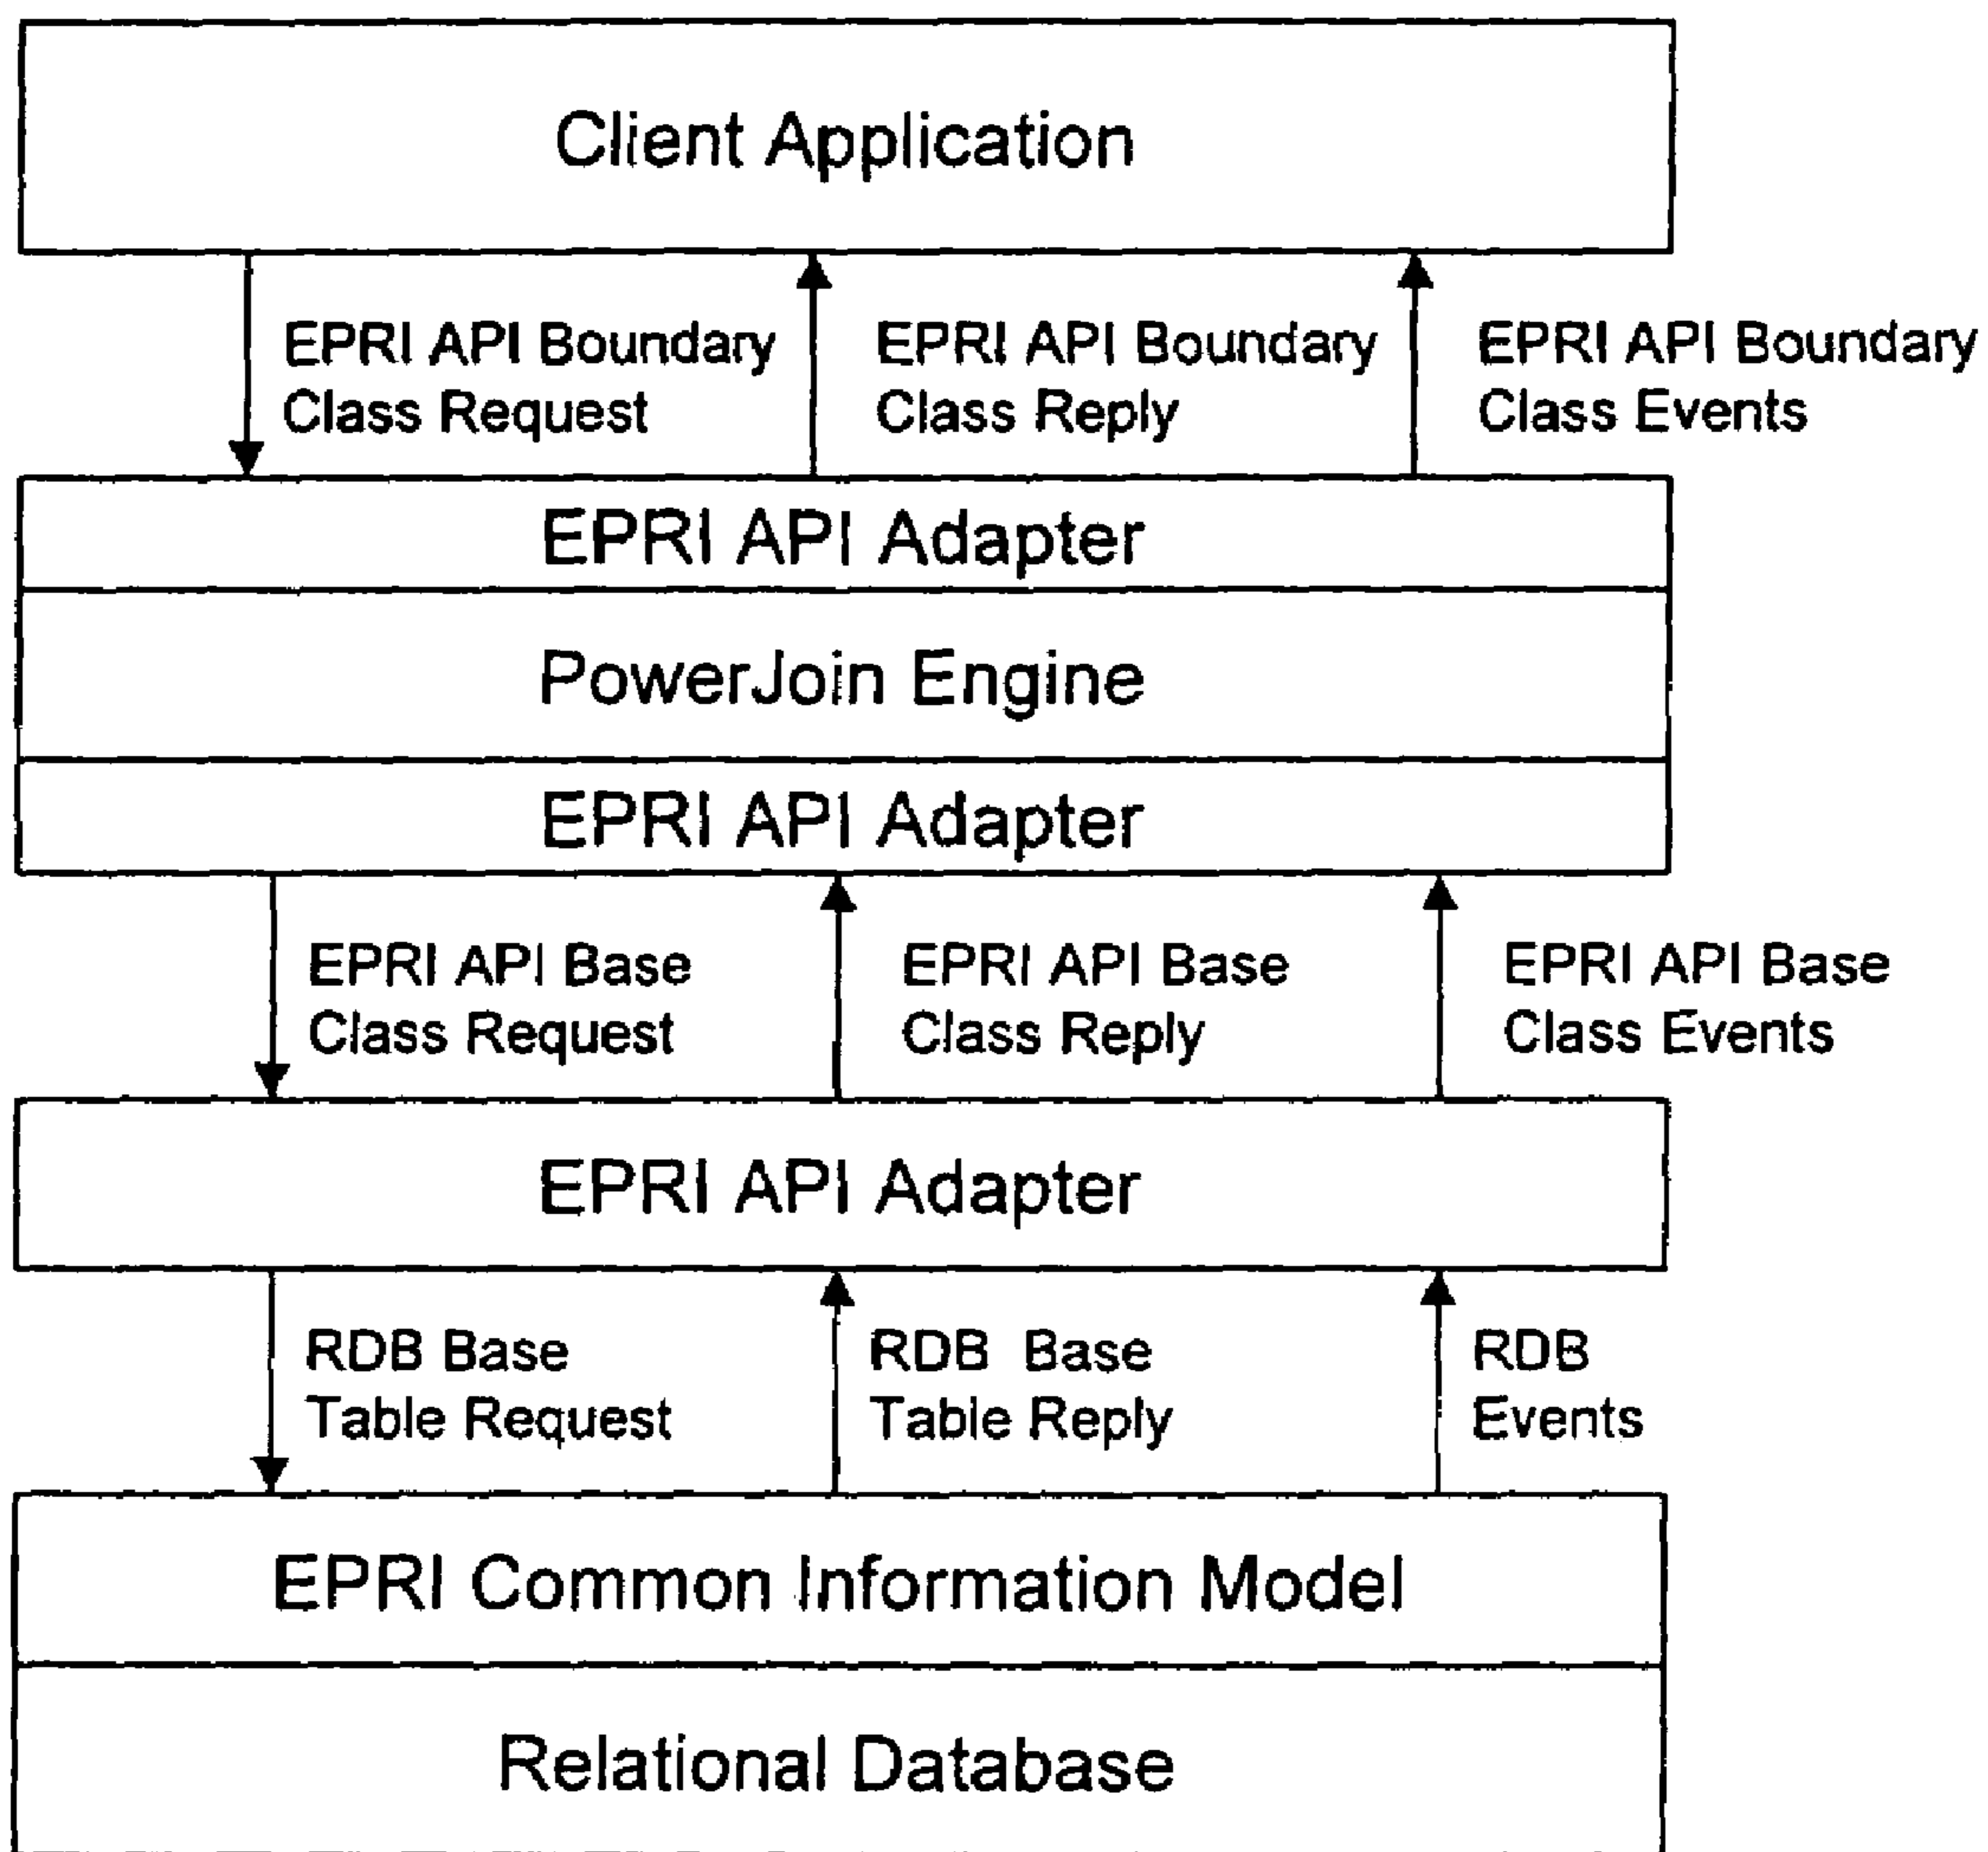 Client Application
EPRI API Boundary
Class Request
EPRI API Boundary
Class Reply
EPRI API Boundary
Class Events
EPRI API Adapter
PowerJoin Engine
EPRI API Adapter
EPRI API Base
Class Request
EPRI API Base
Class Reply
EPRI API Base
Class Events
EPRI API Adapter
RDB Base
Table Request
RDB Base
Table Reply
RDB
Events
EPRI Common Information Model
Relational Database